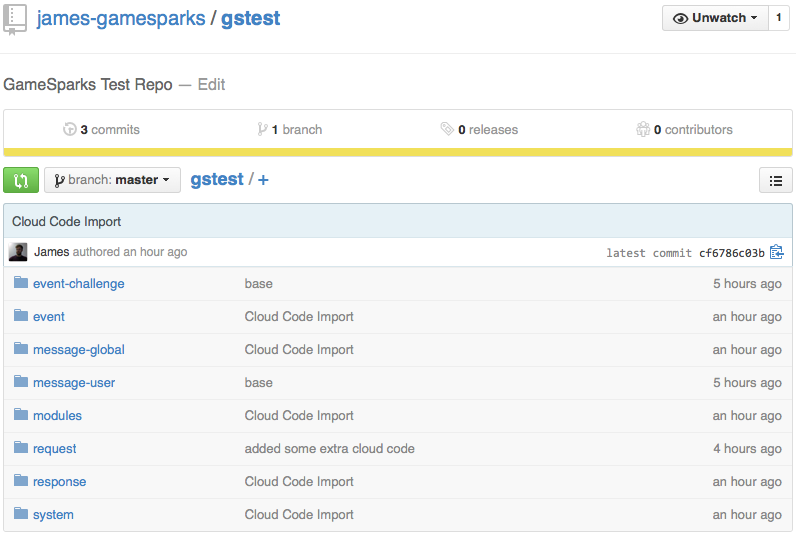 james-gamesparks / gstest Unwatch 1
GameSparks Test Repo — Edit
3 commits 1 branch 0 releases 0 contributors
branch: master gstest / +
Cloud Code Import
James authored an hour ago latest commit cf6786c03b
event-challenge base 5 hours ago
event Cloud Code Import an hour ago
message-global Cloud Code Import an hour ago
message-user base 5 hours ago
modules Cloud Code Import an hour ago
request added some extra cloud code 4 hours ago
response Cloud Code Import an hour ago
system Cloud Code Import an hour ago